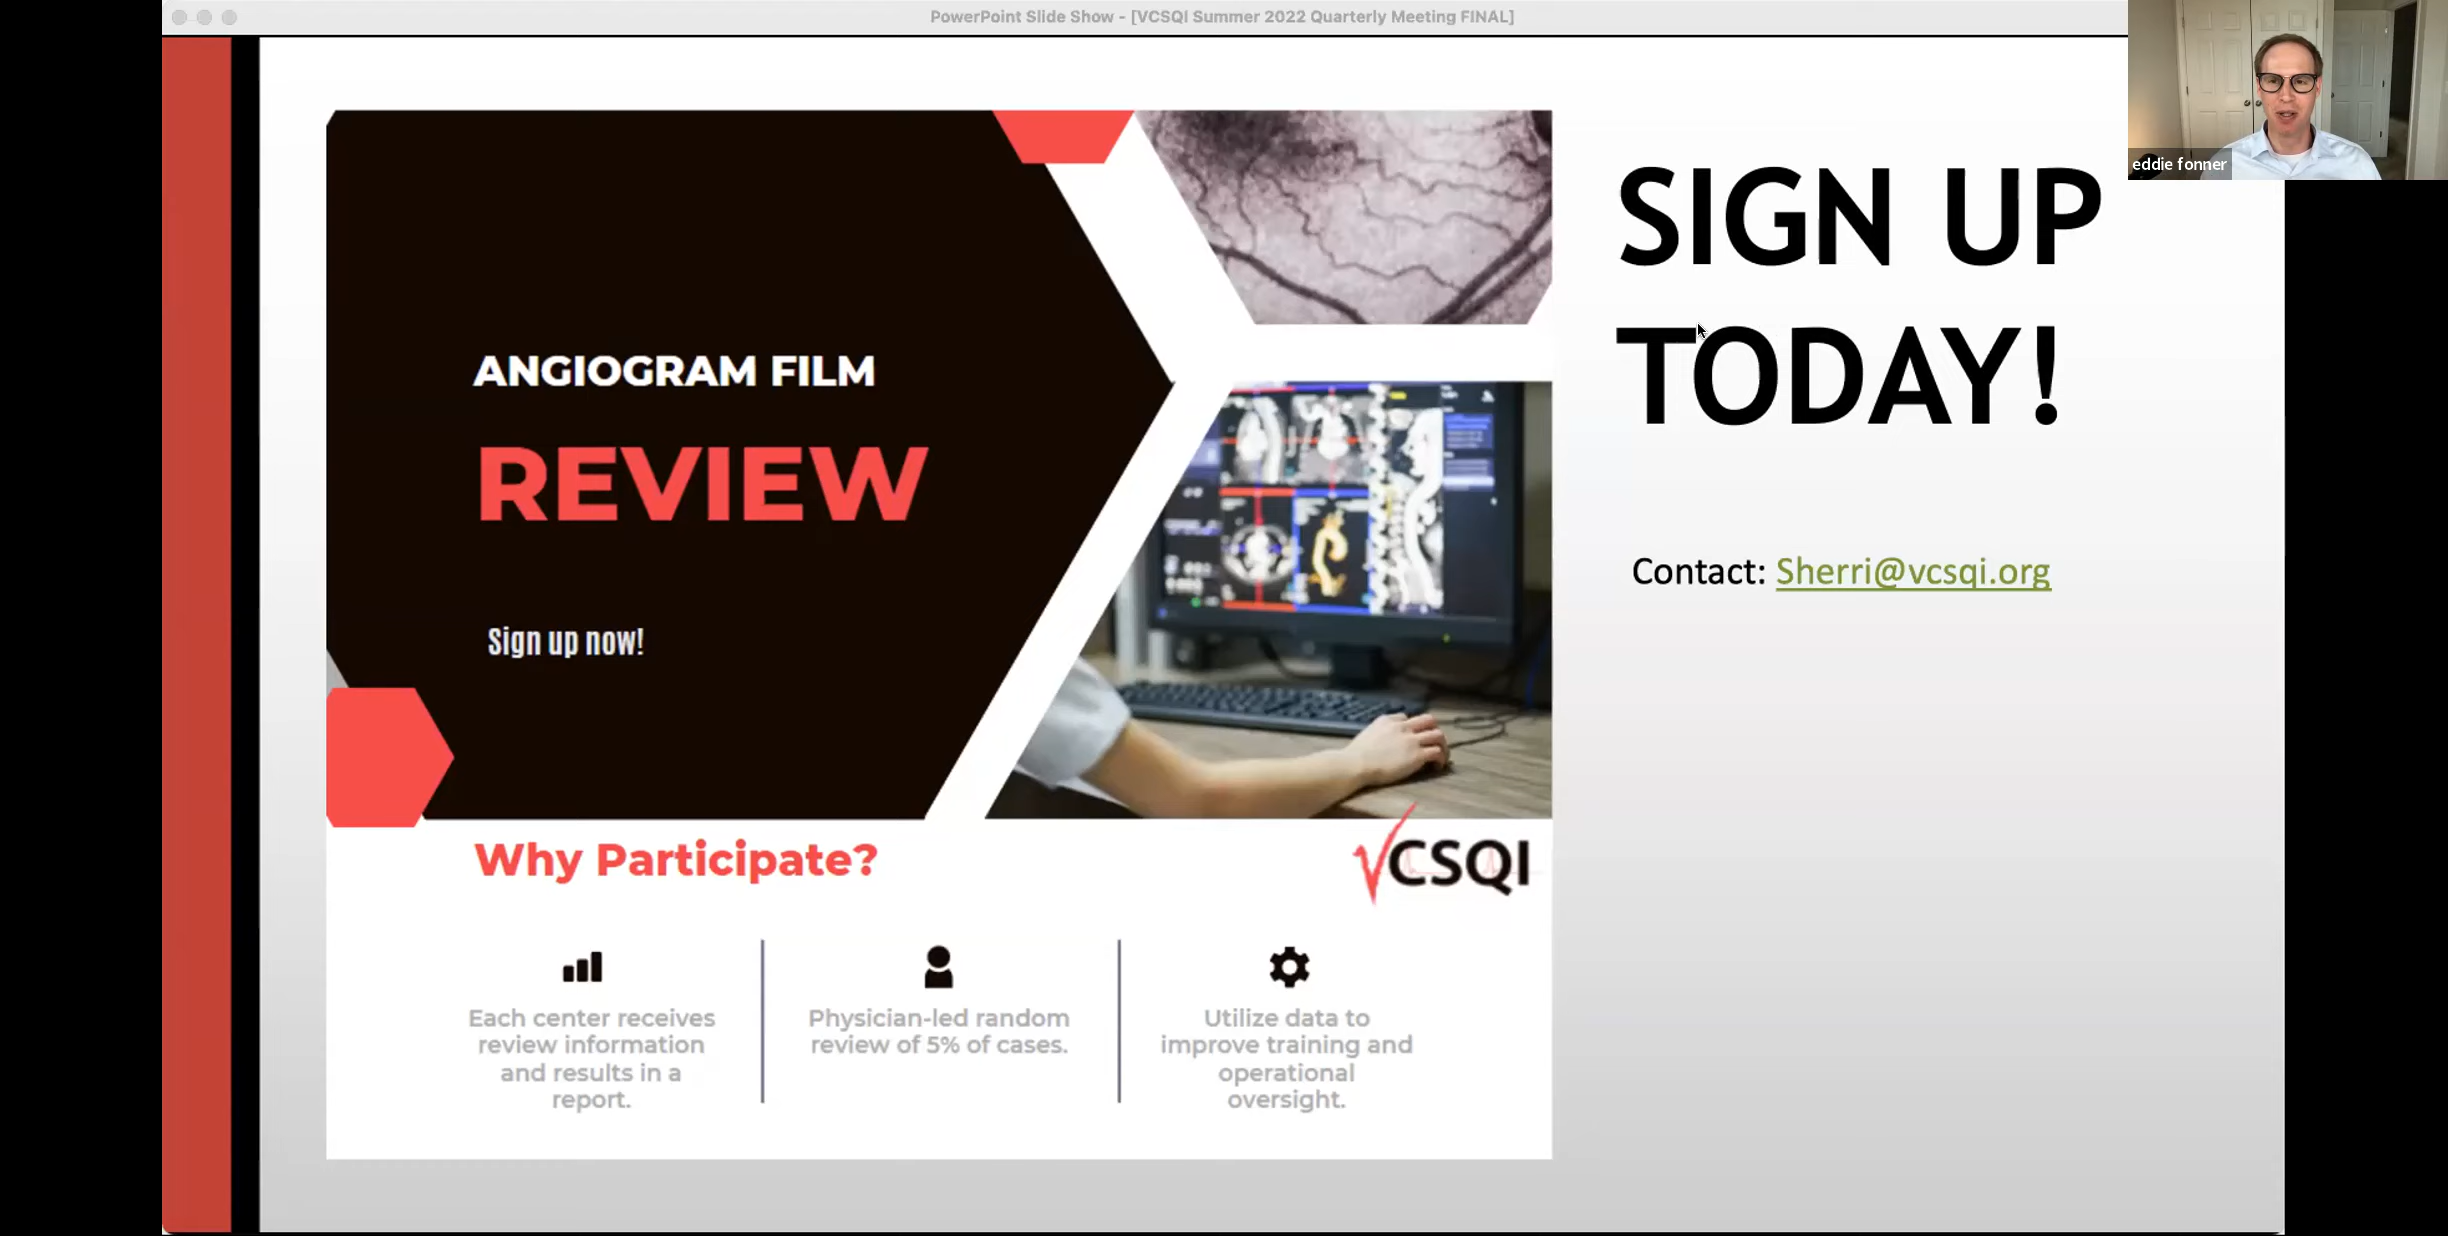 PowerPoint Slide Show - [VCSQI Summer 2022 Quarterly Meeting FINAL]
eddie fonner
SIGN UP
TODAY!
Contact: Sherri@vcsqi.org
ANGIOGRAM FILM
REVIEW
Sign up now!
Why Participate?
VCSQI
Each center receives
review information
and results in a
report.
Physician-led random
review of 5% of cases.
Utilize data to
improve training and
operational
oversight.